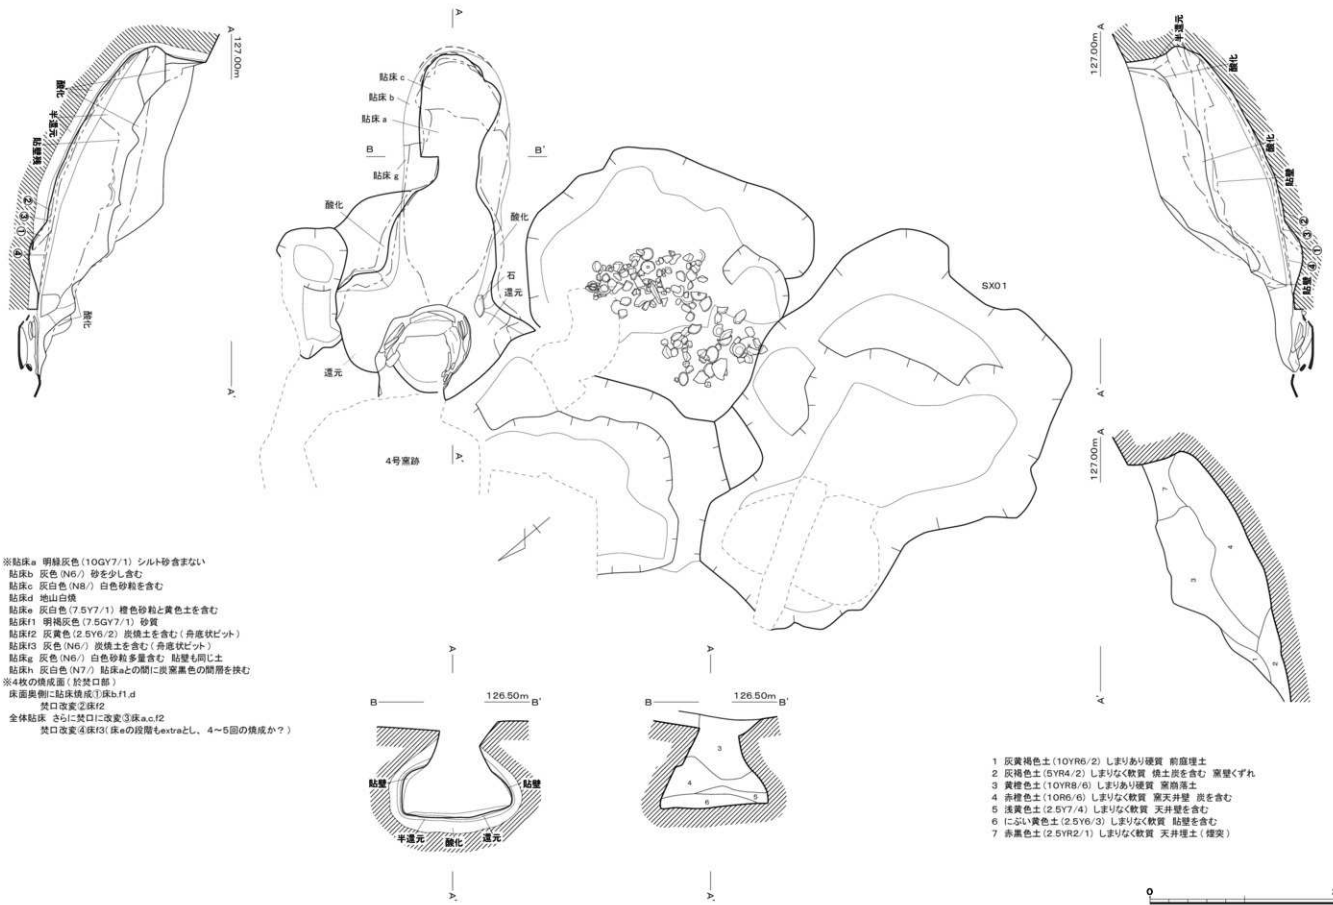 A
127.00m
酸化
半還元
貼壁残
②
③
①
④
酸化
A'
A
貼床c
貼床b
貼床a
B
B'
貼床g
酸化
酸化
石
還元
還元
4号窯跡
A'
SX01
127.00m
A
半還元
酸化
酸化
貼壁
②
③
①
④
貼壁
A'
127.00m
A
7
4
3
1
2
A'
※貼床a 明緑灰色(10GY7/1) シルト砂含まない
貼床b 灰色(N6/) 砂を少し含む
貼床c 灰白色(N8/) 白色砂粒を含む
貼床d 地山白焼
貼床e 灰白色(7.5Y7/1) 橙色砂粒と黄色土を含む
貼床f1 明褐灰色(7.5GY7/1) 砂質
貼床f2 灰黄色(2.5Y6/2) 炭焼土を含む(舟底状ピット)
貼床f3 灰色(N6/) 炭焼土を含む(舟底状ピット)
貼床g 灰色(N6/) 白色砂粒多量含む 貼壁も同じ土
貼床h 灰白色(N7/) 貼床aとの間に炭窯黒色の間層を挟む
※4枚の焼成面(於焚口部)
床面奥側に貼床焼成①床b,f1,d
焚口改変②床f2
全体貼床 さらに焚口に改変③床a,c,f2
焚口改変④床f3(床eの段階もextraとし、4~5回の焼成か?)
A
B
126.50m
B'
貼壁
貼壁
半還元
酸化
還元
A'
A
B
126.50m
B'
3
4
5
6
A'
1 灰黄褐色土(10YR6/2) しまりあり硬質 前庭埋土
2 灰褐色土(5YR4/2) しまりなく軟質 焼土炭を含む 窯壁くずれ
3 黄橙色土(10YR8/6) しまりあり硬質 窯崩落土
4 赤橙色土(10R6/6) しまりなく軟質 窯天井壁 炭を含む
5 浅黄色土(2.5Y7/4) しまりなく軟質 天井壁を含む
6 にぶい黄色土(2.5Y6/3) しまりなく軟質 貼壁を含む
7 赤黒色土(2.5YR2/1) しまりなく軟質 天井埋土(煙突)
0